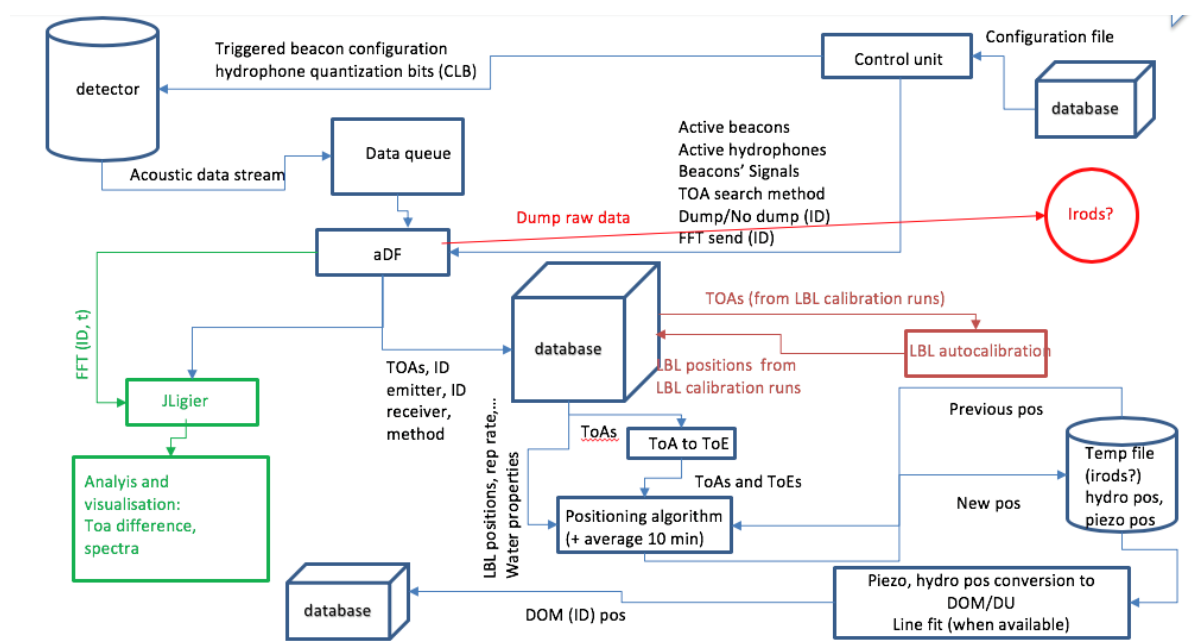 Triggered beacon configuration
hydrophone quantization bits (CLB)
Control unit
Configuration file
database
detector
Acoustic data stream
Data queue
Active beacons
Active hydrophones
Beacons’ Signals
TOA search method
Dump/No dump (ID)
FFT send (ID)
Irods?
Dump raw data
aDF
FFT (ID, t)
JLigier
Analyis and
visualisation:
Toa difference,
spectra
TOAs, ID
emitter, ID
receiver,
method
database
TOAs (from LBL calibration runs)
LBL autocalibration
LBL positions from
LBL calibration runs
LBL positions, rep rate,...
Water properties
ToAs
ToA to ToE
ToAs and ToEs
Positioning algorithm
(+ average 10 min)
Previous pos
New pos
Temp file
(irods?)
hydro pos,
piezo pos
Piezo, hydro pos conversion to
DOM/DU
Line fit (when available)
DOM (ID) pos
database